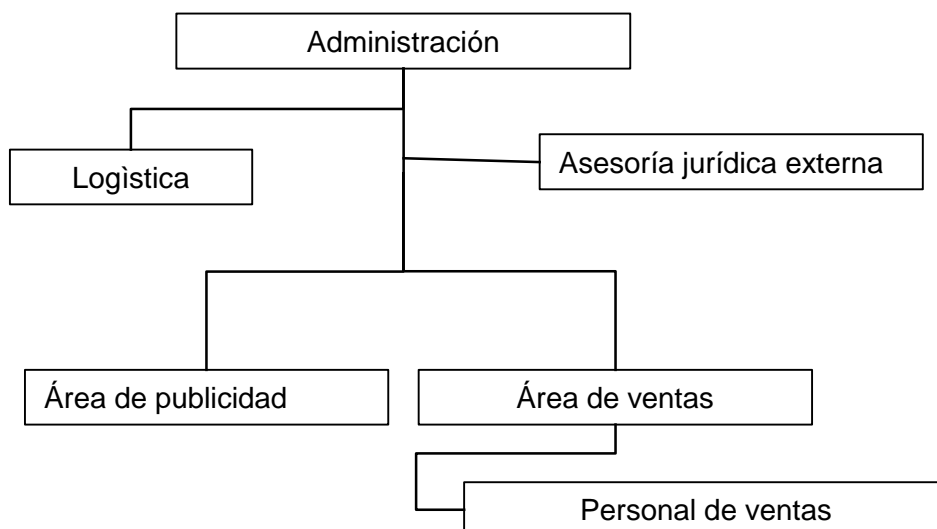 Administración
Logìstica
Asesoría jurídica externa
Área de publicidad
Área de ventas
Personal de ventas